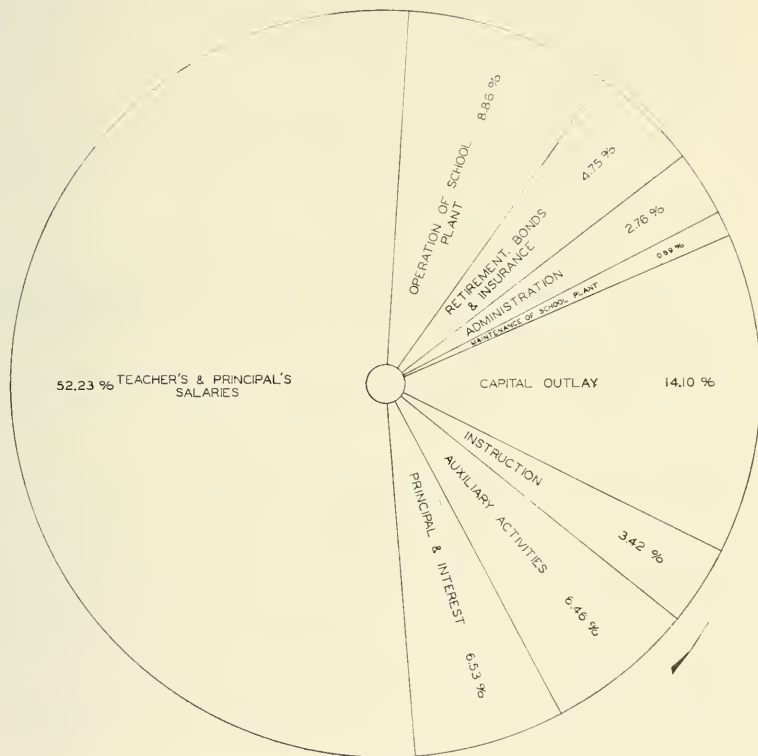 8.86 %
OPERATION OF SCHOOL
PLANT
4.75 %
RETIREMENT, BONDS
& INSURANCE
2.76 %
ADMINISTRATION
0.89 %
MAINTENANCE OF SCHOOL PLANT
52.23 % TEACHER'S & PRINCIPAL'S
SALARIES
CAPITAL OUTLAY 14.10 %
INSTRUCTION 3.42 %
AUXILIARY ACTIVITIES 6.46 %
PRINCIPAL & INTEREST 6.53 %